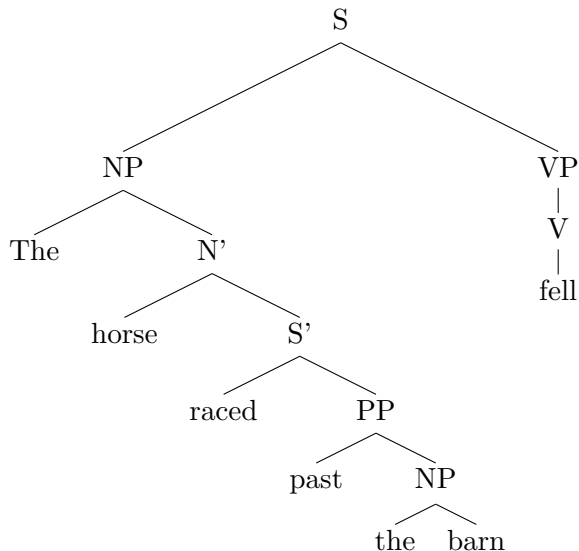 S
NP VP
The N' V
horse S' fell
raced PP
past NP
the barn